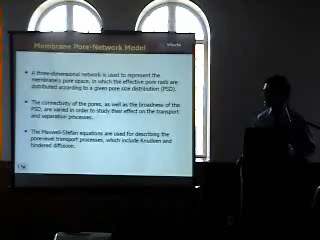 Membrane Pore-Network Model
A three-dimensional network is used to represent the
membrane's pore space, in which the effective pore radii are
distributed according to a given pore size distribution (PSD).
The connectivity of the pores, as well as the broadness of the
PSD, are varied in order to study their effect on the transport
and separation processes.
The Maxwell-Stefan equations are used for describing the
pore-level transport processes, which include Knudsen and
hindered diffusion.